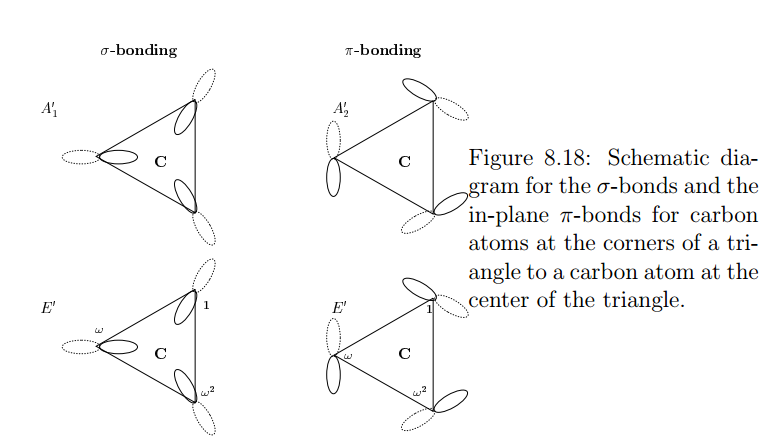 σ-bonding
π-bonding
A′₁
C
A′₂
C
Figure 8.18: Schematic dia-
gram for the σ-bonds and the
in-plane π-bonds for carbon
atoms at the corners of a tri-
angle to a carbon atom at the
center of the triangle.
E′
1
ω
C
ω²
E′
1
ω
C
ω²